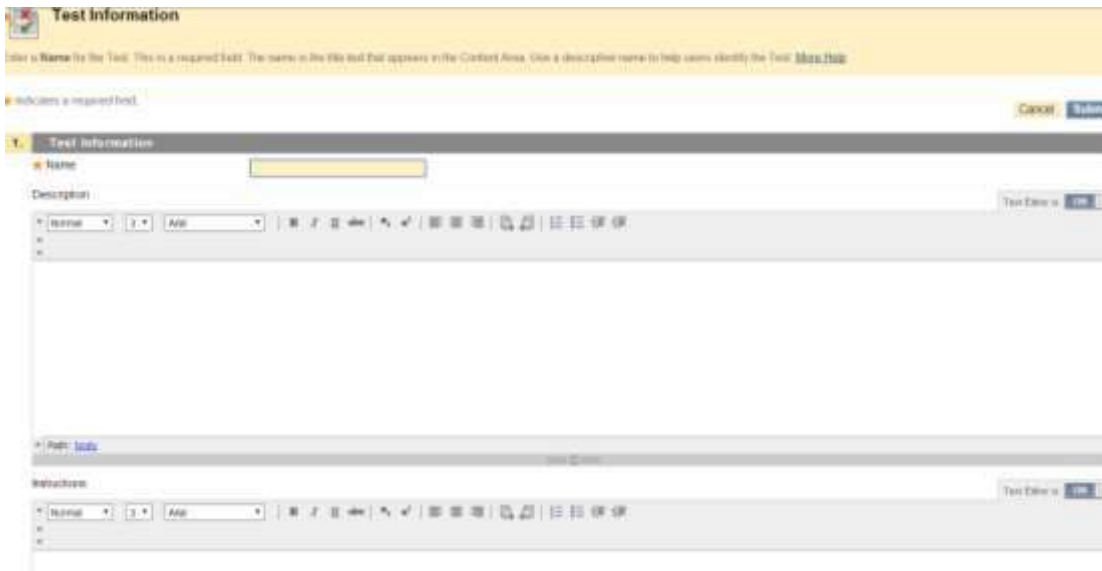 Test Information
Enter a Name for the Test. This is a required field. The name is the title text that appears in the Content Area. Use a descriptive name to help users identify the Test. More Help
Indicates a required field.
Cancel
1. Test Information
Name
Description
Text Editor is
Normal 3 Arial B I U abc
Path: body
Instructions
Text Editor is
Normal 3 Arial B I U abc